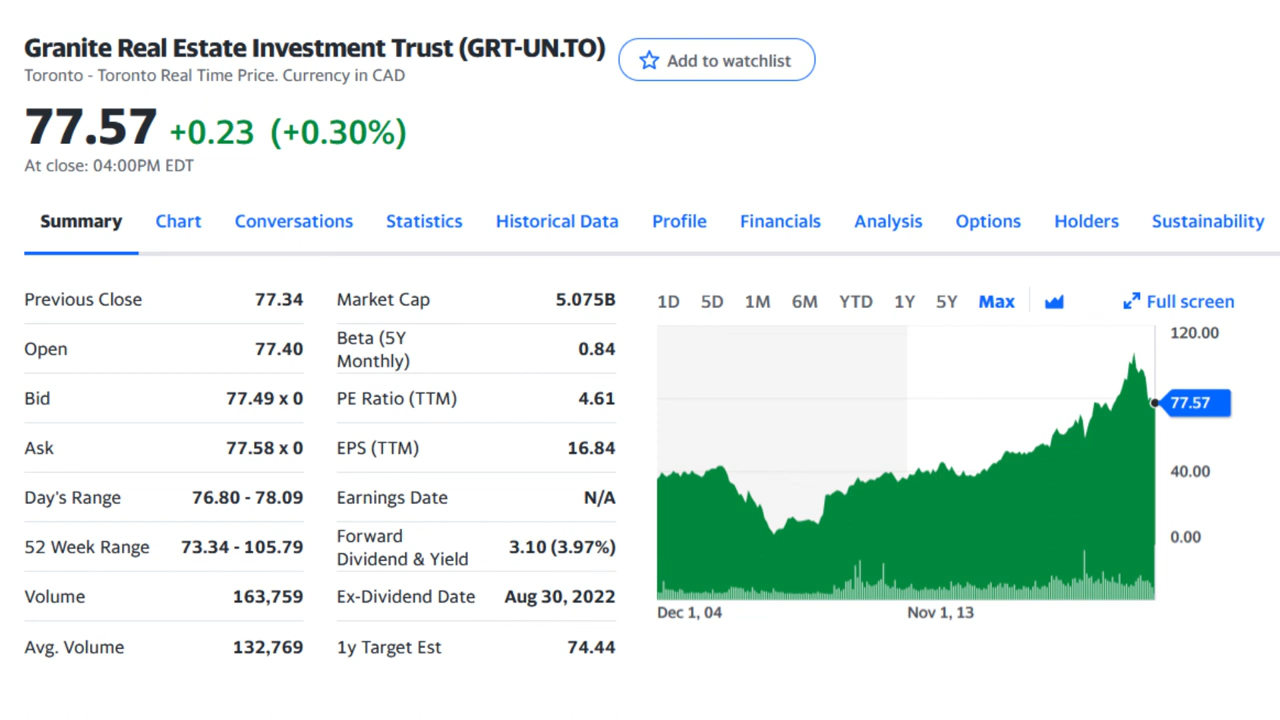 Granite Real Estate Investment Trust (GRT-UN.TO)
Add to watchlist
Toronto - Toronto Real Time Price. Currency in CAD
77.57 +0.23 (+0.30%)
At close: 04:00PM EDT
Summary Chart Conversations Statistics Historical Data Profile Financials Analysis Options Holders Sustainability
Previous Close 77.34
Open 77.40
Bid 77.49 x 0
Ask 77.58 x 0
Day's Range 76.80 - 78.09
52 Week Range 73.34 - 105.79
Volume 163,759
Avg. Volume 132,769
Market Cap 5.075B
Beta (5Y
Monthly) 0.84
PE Ratio (TTM) 4.61
EPS (TTM) 16.84
Earnings Date N/A
Forward
Dividend & Yield 3.10 (3.97%)
Ex-Dividend Date Aug 30, 2022
1y Target Est 74.44
1D 5D 1M 6M YTD 1Y 5Y Max Full screen
120.00
77.57
40.00
0.00
Dec 1, 04 Nov 1, 13